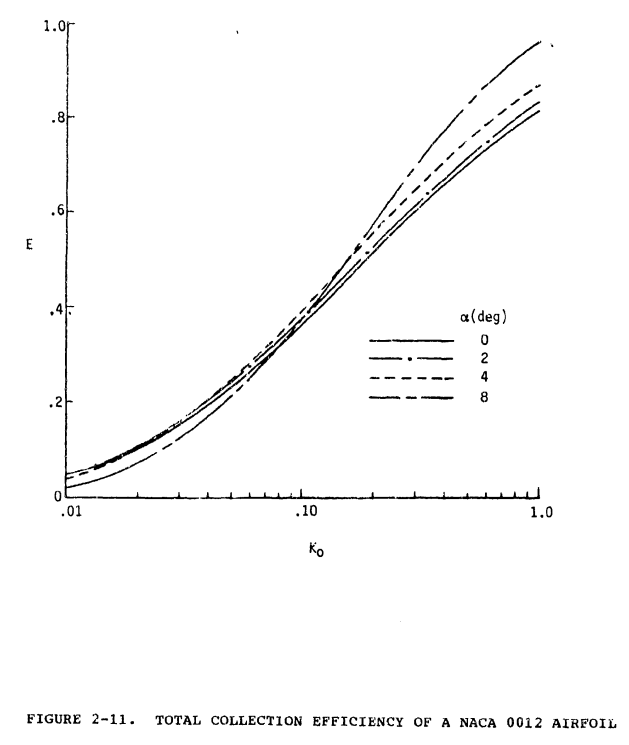 1.0
.8
.6
E
.4
α(deg)
0
2
4
8
.2
0
.01 .10 1.0
K₀
FIGURE 2-11. TOTAL COLLECTION EFFICIENCY OF A NACA 0012 AIRFOIL